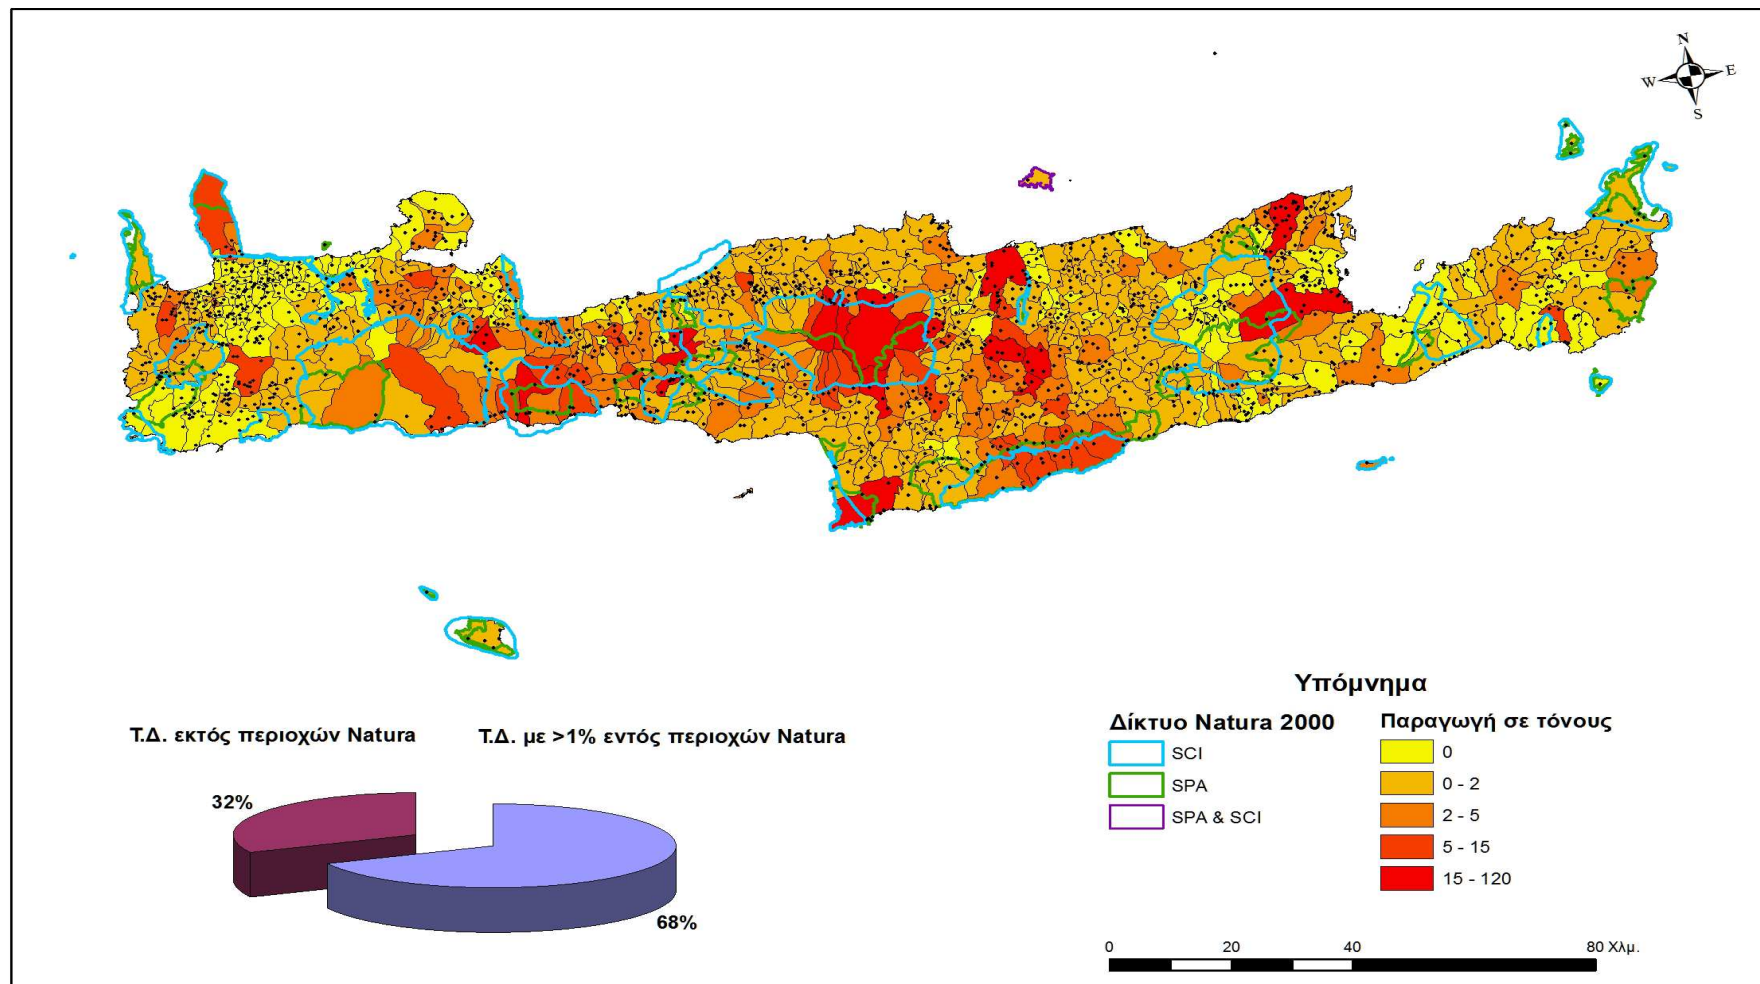 N
W E
S
Υπόμνημα
Δίκτυο Natura 2000
SCI
SPA
SPA & SCI
Παραγωγή σε τόνους
0
0 - 2
2 - 5
5 - 15
15 - 120
Τ.Δ. εκτός περιοχών Natura
Τ.Δ. με >1% εντός περιοχών Natura
32%
68%
0 20 40 80 Χλμ.